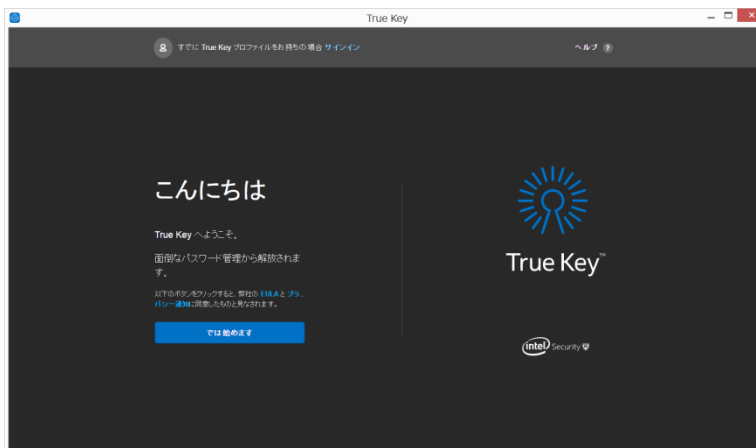 True Key
すでに True Key プロファイルをお持ちの場合 サインイン
ヘルプ ?
こんにちは
True Key へようこそ。
面倒なパスワード管理から解放されま
す。
以下のボタンをクリックすると、弊社の EULA と プラ...
バシー通知に同意したものと見なされます。
では始めます
True Key™
intel Security